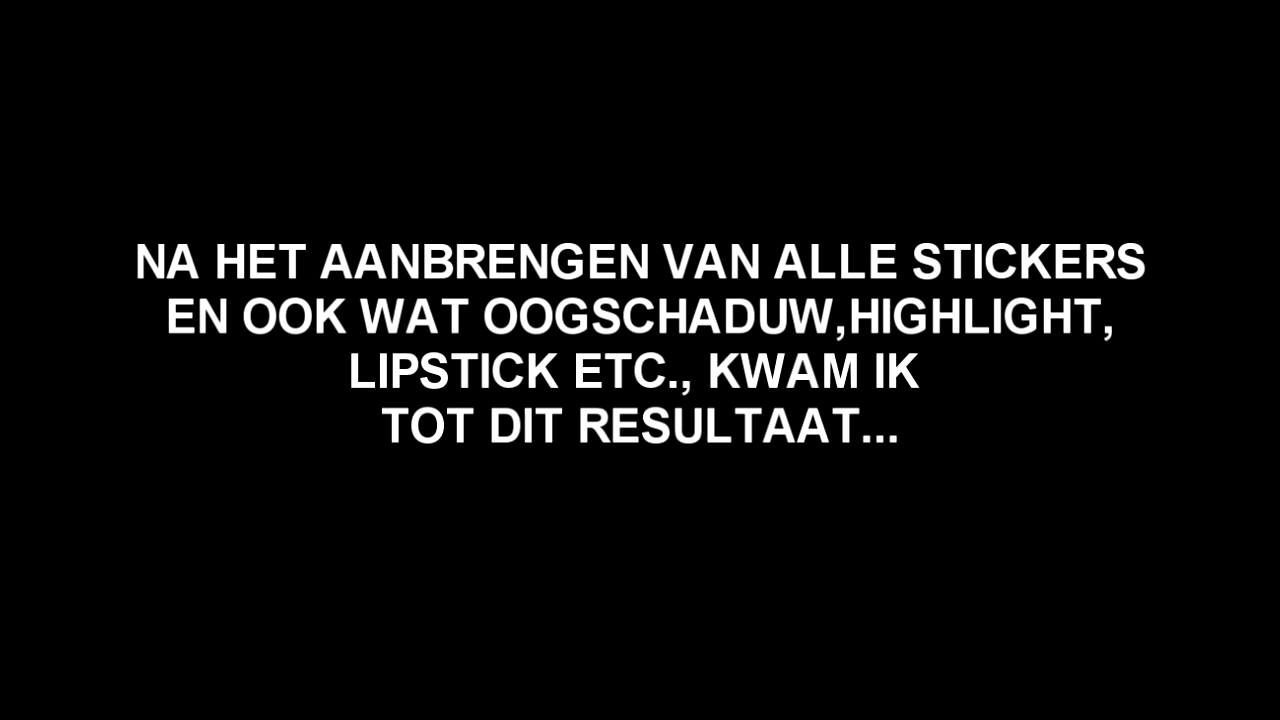 NA HET AANBRENGEN VAN ALLE STICKERS
EN OOK WAT OOGSCHADUW,HIGHLIGHT,
LIPSTICK ETC., KWAM IK
TOT DIT RESULTAAT...